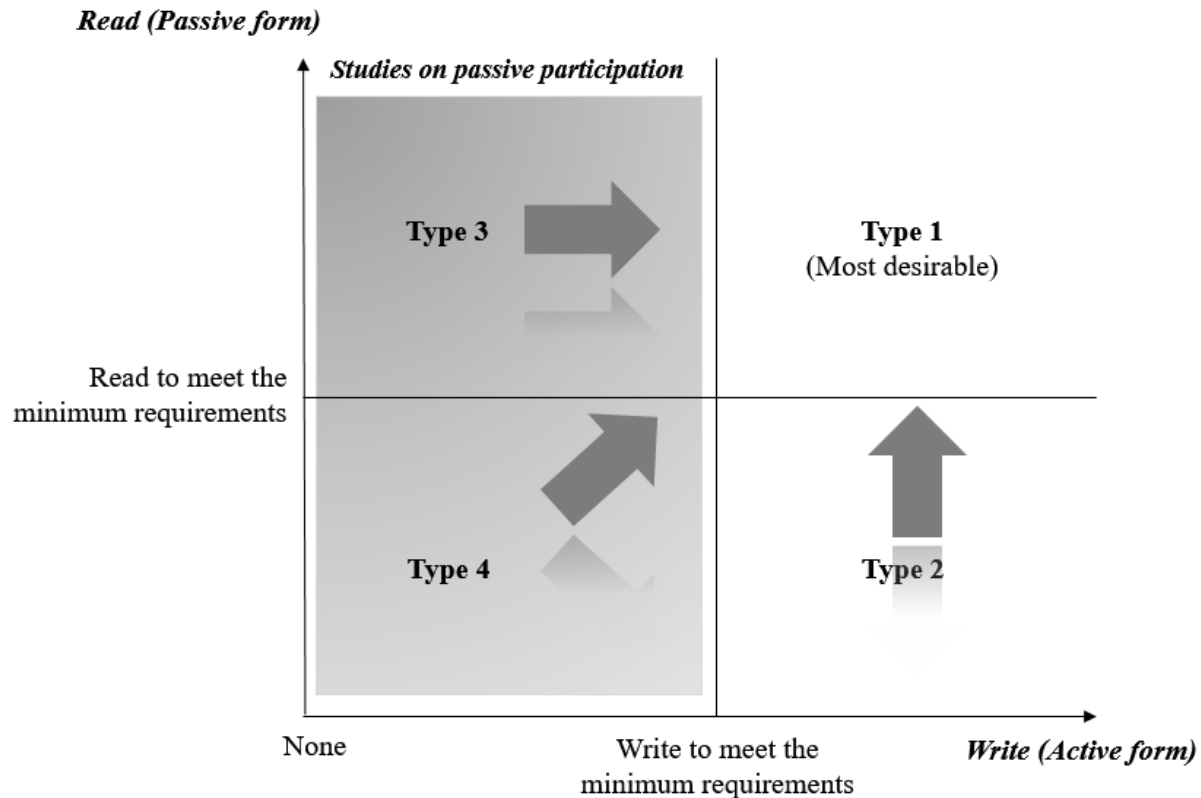 Read (Passive form)
Studies on passive participation
Type 3
Type 1
(Most desirable)
Read to meet the
minimum requirements
Type 4
Type 2
None
Write to meet the
minimum requirements
Write (Active form)